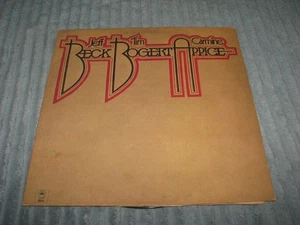 Jeff Tim Carmine
BECK BOGERT APPICE